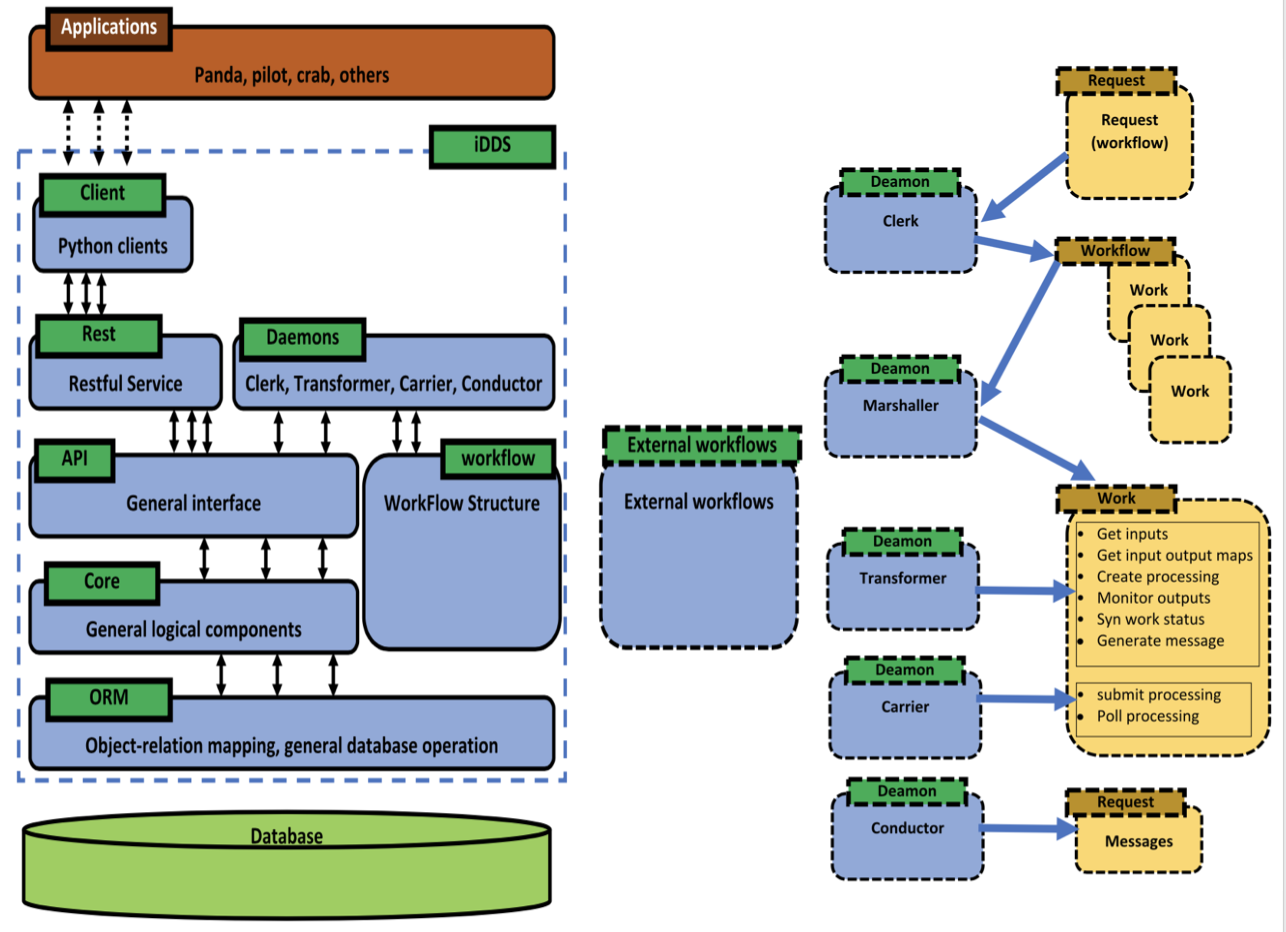 Applications
Panda, pilot, crab, others
iDDS
Client
Python clients
Rest
Restful Service
Daemons
Clerk, Transformer, Carrier, Conductor
API
General interface
workflow
WorkFlow Structure
Core
General logical components
ORM
Object-relation mapping, general database operation
Database
External workflows
External workflows
Request
Request
(workflow)
Deamon
Clerk
Workflow
Work
Work
Work
Deamon
Marshaller
Work
• Get inputs
• Get input output maps
• Create processing
• Monitor outputs
• Syn work status
• Generate message
• submit processing
• Poll processing
Deamon
Transformer
Deamon
Carrier
Deamon
Conductor
Request
Messages